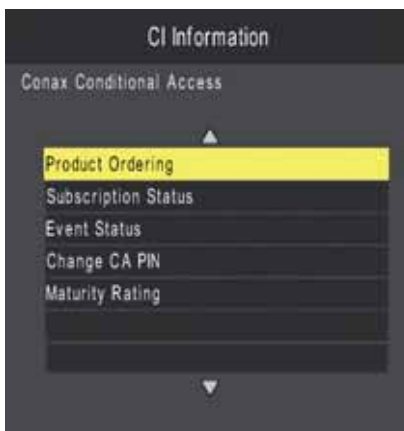 CI Information
Conax Conditional Access
Product Ordering
Subscription Status
Event Status
Change CA PIN
Maturity Rating